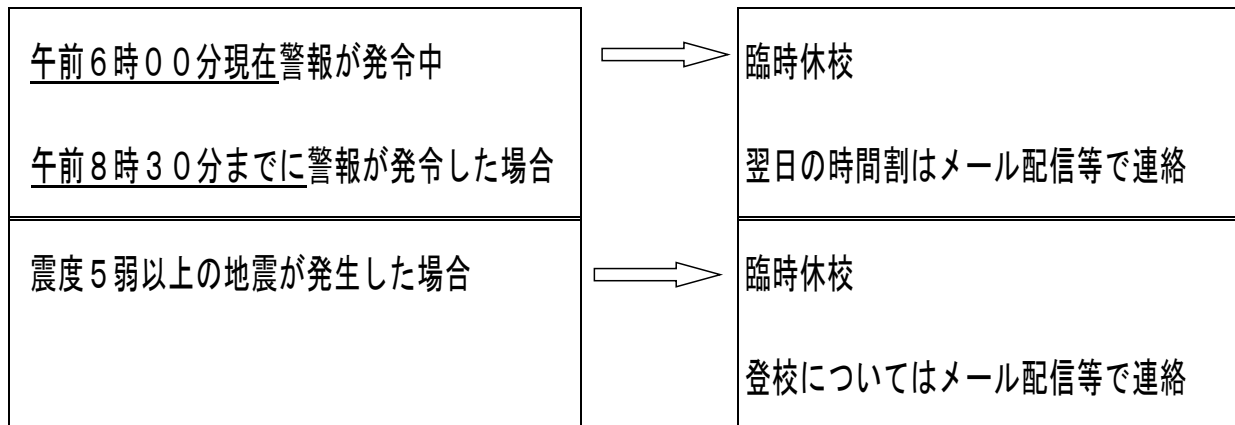 午前６時００分現在警報が発令中
午前８時３０分までに警報が発令した場合
臨時休校
翌日の時間割はメール配信等で連絡
震度５弱以上の地震が発生した場合
臨時休校
登校についてはメール配信等で連絡